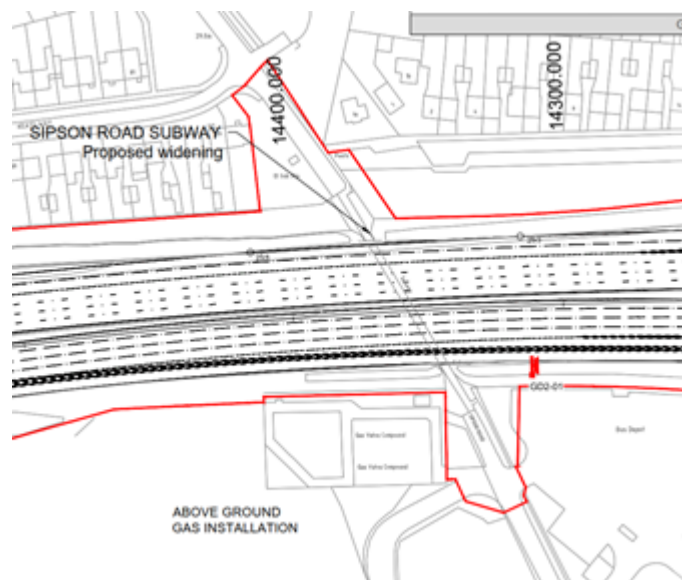 14400.000
14300.000
SIPSON ROAD SUBWAY
Proposed widening
GD2-01
Bus Depot
Gas Valve Compound
Gas Valve Compound
ABOVE GROUND
GAS INSTALLATION